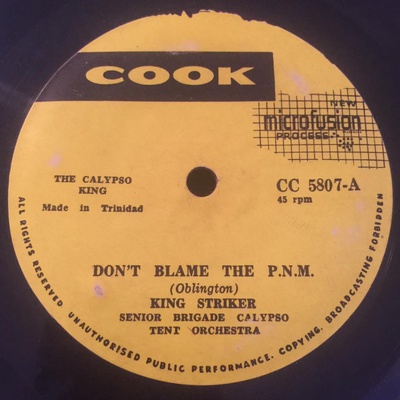 COOK
NEW
microfusion
PROCESS
THE CALYPSO
KING
Made in Trinidad
CC 5807-A
45 rpm
DON'T BLAME THE P.N.M.
(Oblington)
KING STRIKER
SENIOR BRIGADE CALYPSO
TENT ORCHESTRA
ALL RIGHTS RESERVED UNAUTHORISED PUBLIC PERFORMANCE, COPYING, BROADCASTING FORBIDDEN